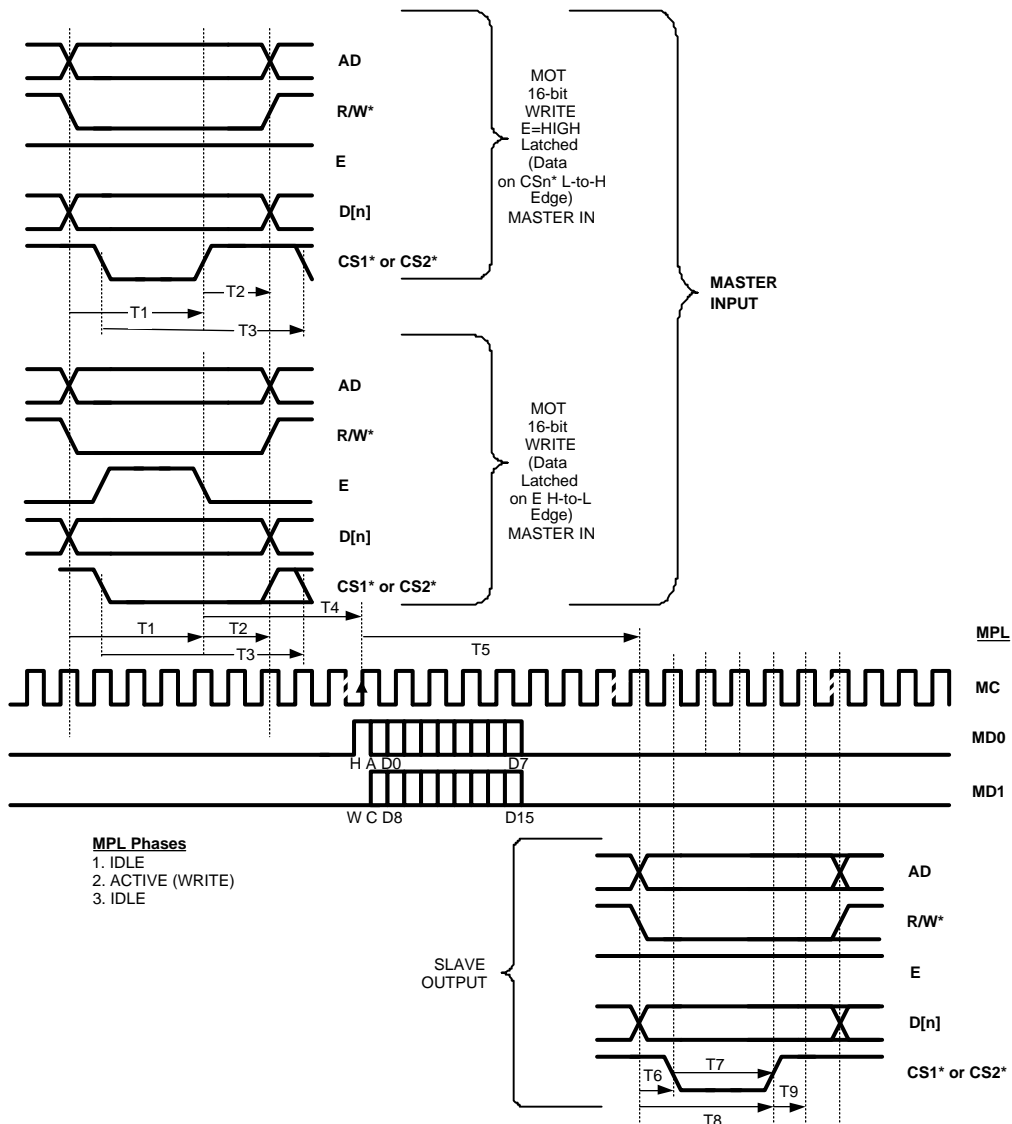 AD
R/W*
E
D[n]
CS1* or CS2*
MOT
16-bit
WRITE
E=HIGH
Latched
(Data
on CSn* L-to-H
Edge)
MASTER IN
T1
T2
T3
MASTER
INPUT
AD
R/W*
E
D[n]
CS1* or CS2*
MOT
16-bit
WRITE
(Data
Latched
on E H-to-L
Edge)
MASTER IN
T4
T1
T2
T3
T5
MPL
MC
MD0
H A D0 D7
MD1
W C D8 D15
MPL Phases
1. IDLE
2. ACTIVE (WRITE)
3. IDLE
SLAVE
OUTPUT
AD
R/W*
E
D[n]
CS1* or CS2*
T7
T6
T9
T8